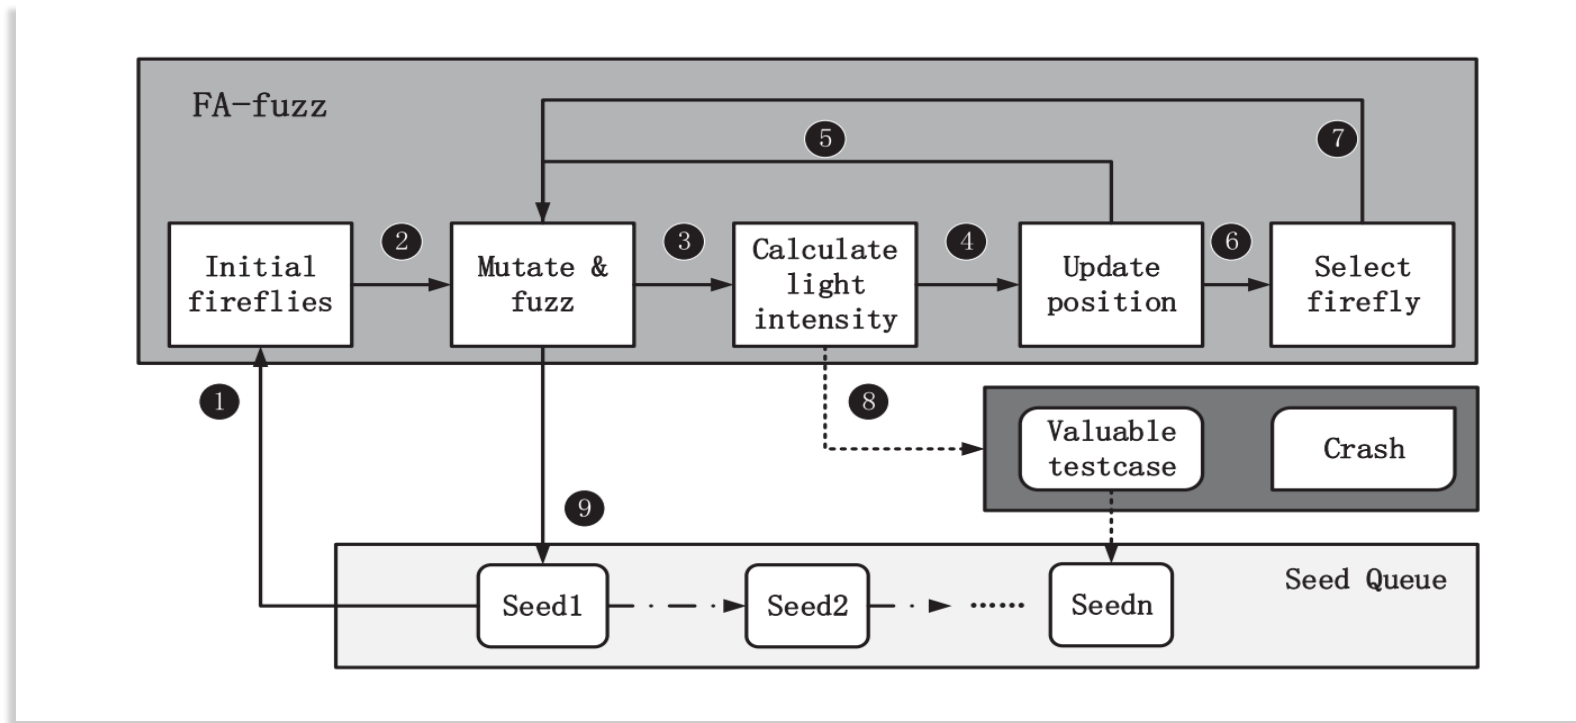 FA-fuzz
5
7
2
3
4
6
Initial
fireflies
Mutate &
fuzz
Calculate
light
intensity
Update
position
Select
firefly
1
8
Valuable
testcase
Crash
9
Seed Queue
Seed1
Seed2
......
Seedn